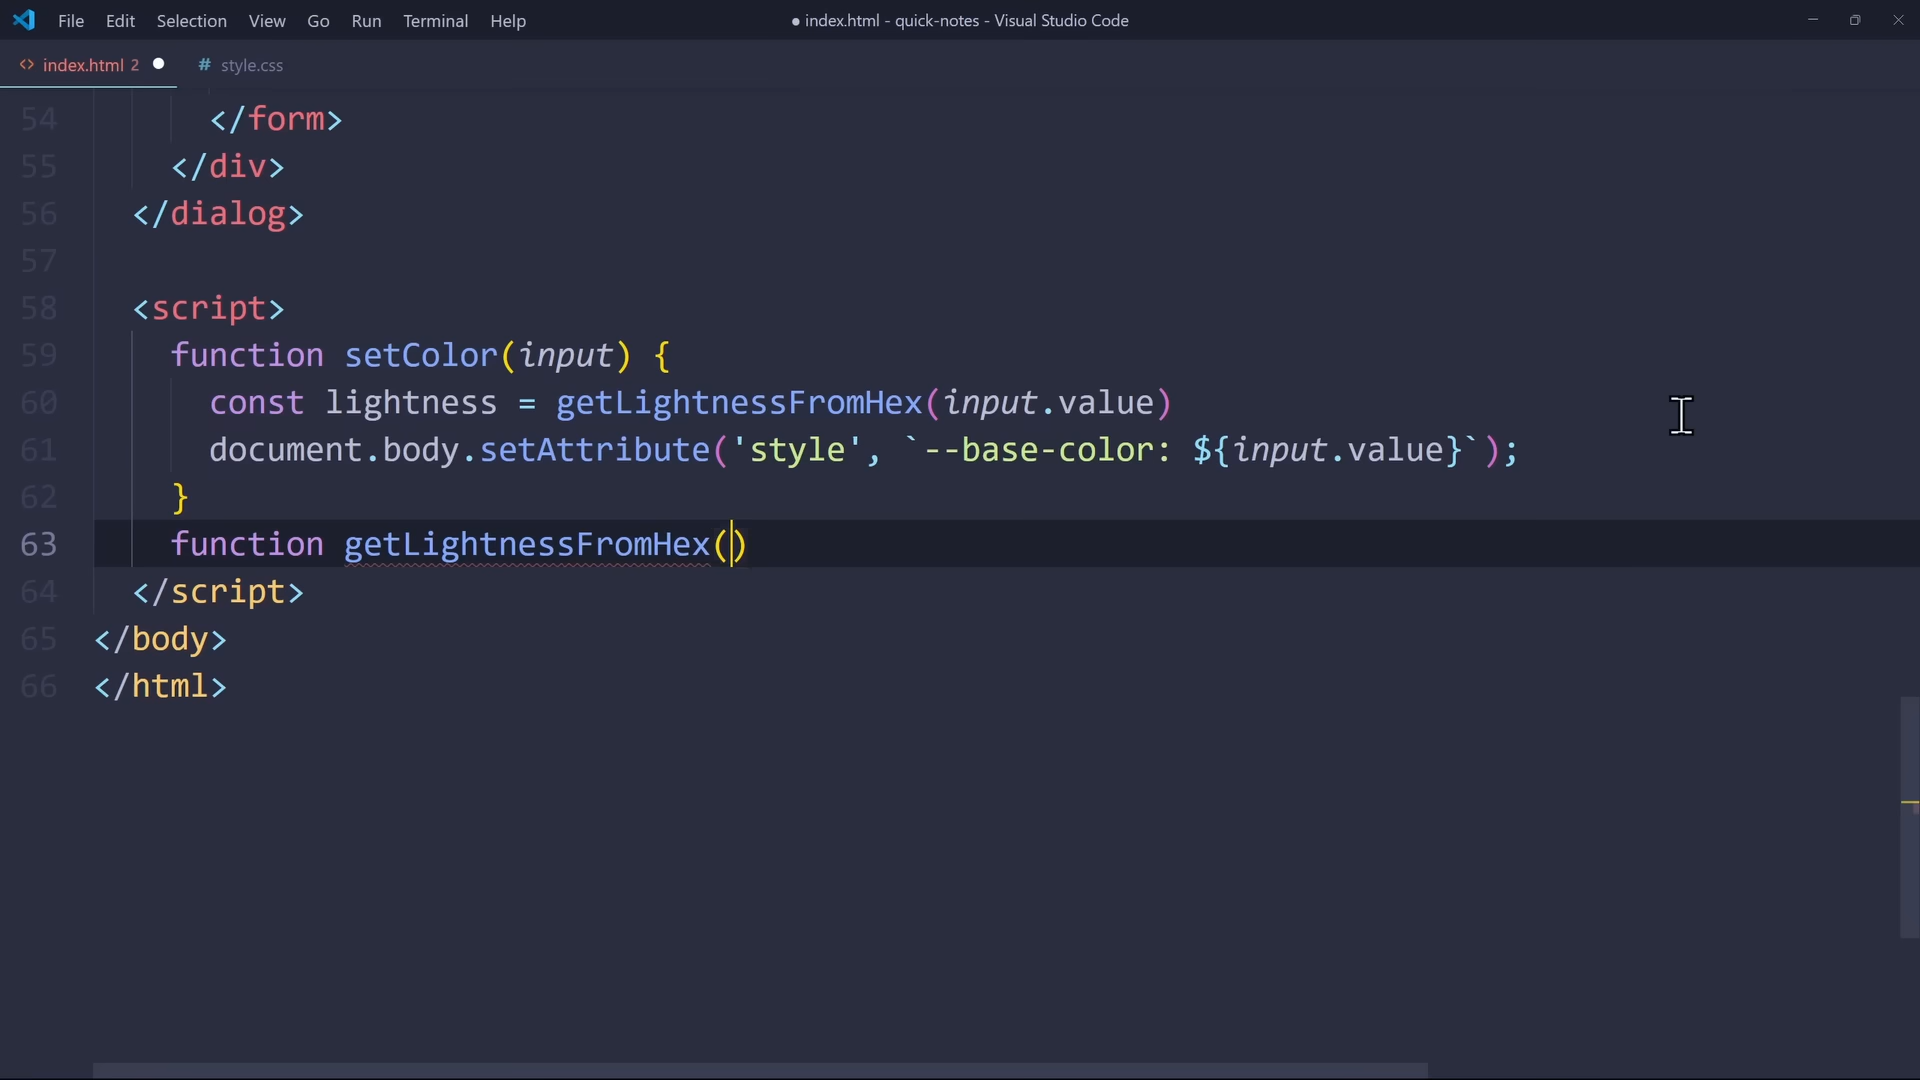 File Edit Selection View Go Run Terminal Help ● index.html - quick-notes - Visual Studio Code
<> index.html 2 ● # style.css
54 </form>
55 </div>
56 </dialog>
57
58 <script>
59 function setColor(input) {
60 const lightness = getLightnessFromHex(input.value)
61 document.body.setAttribute('style', `--base-color: ${input.value}`);
62 }
63 function getLightnessFromHex()
64 </script>
65 </body>
66 </html>